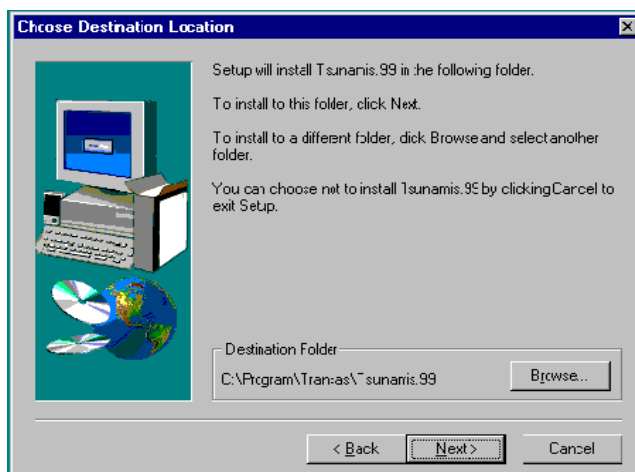 Choose Destination Location
Setup will install Tsunamis.99 in the following folder.
To install to this folder, click Next.
To install to a different folder, click Browse and select another
folder.
You can choose not to install Tsunamis.99 by clicking Cancel to
exit Setup.
Destination Folder
C:\Program\Transas\Tsunamis.99
Browse...
< Back
Next >
Cancel